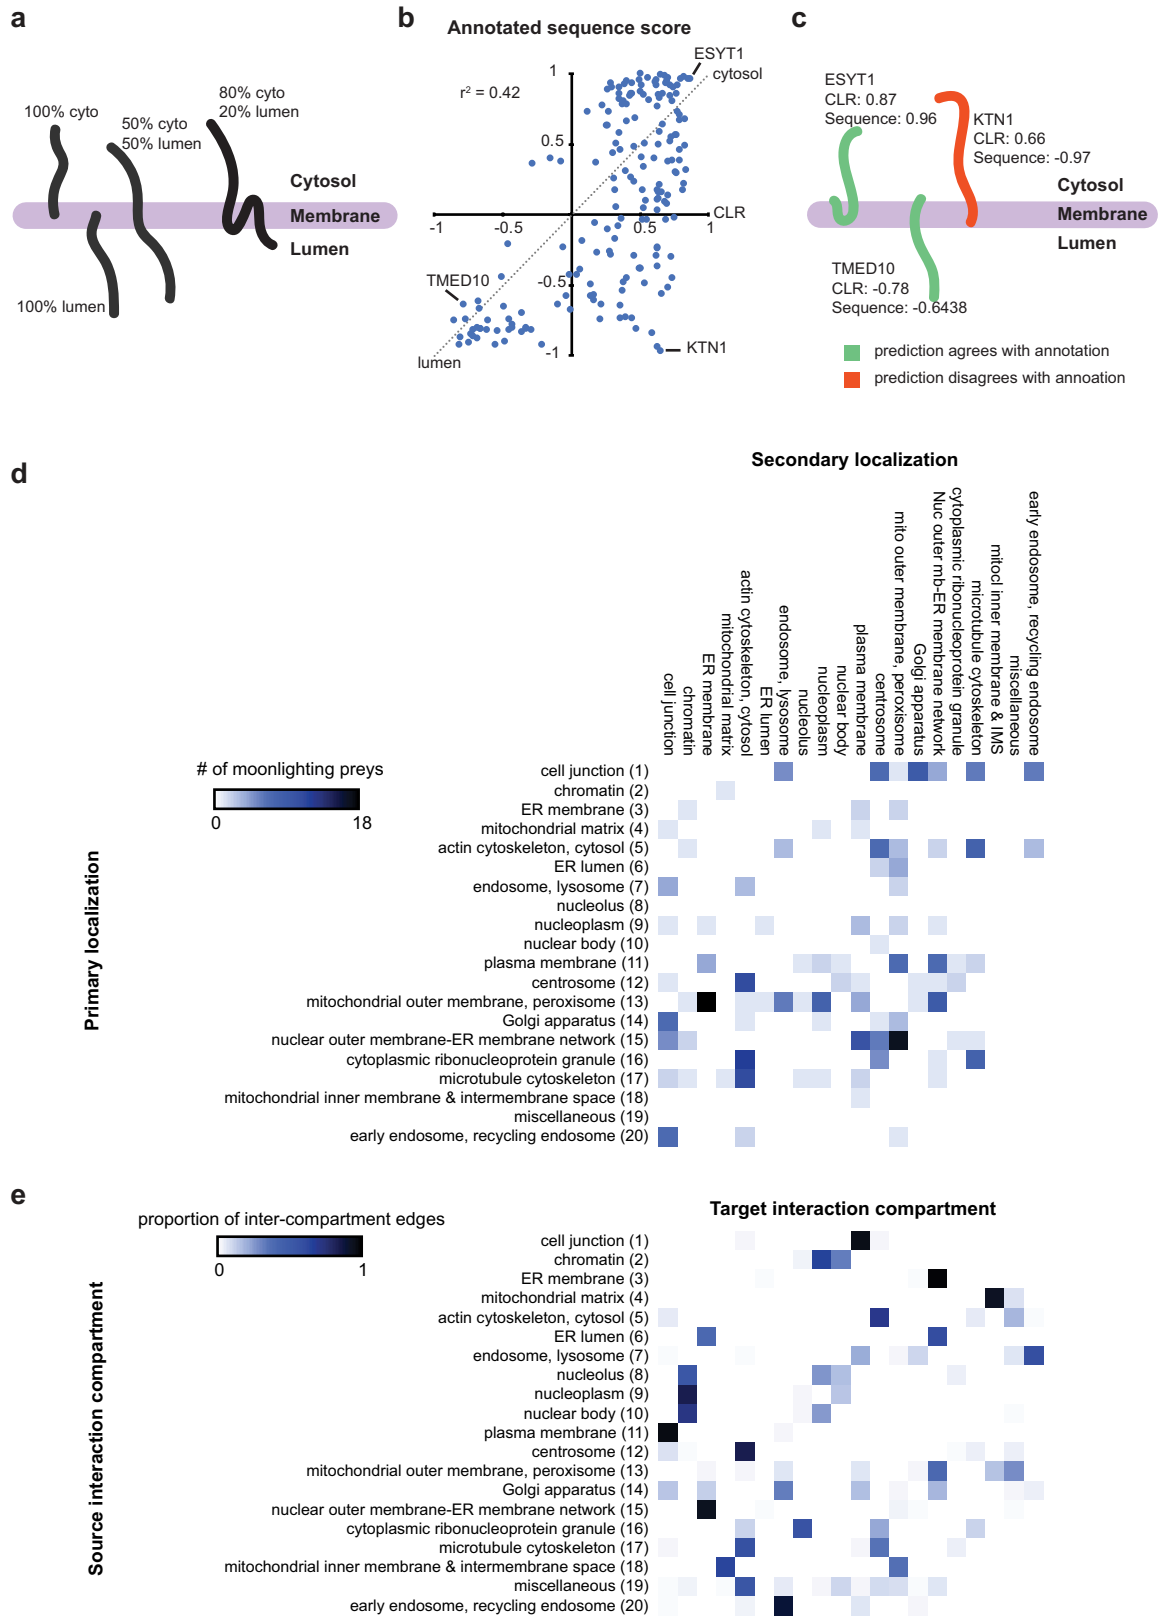 a
100% cyto
50% cyto
50% lumen
80% cyto
20% lumen
Cytosol
Membrane
Lumen
100% lumen
b
Annotated sequence score
ESYT1
cytosol
r2 = 0.42
1
0.5
CLR
-1
-0.5
0
0.5
1
-0.5
-1
TMED10
KTN1
lumen
c
ESYT1
CLR: 0.87
Sequence: 0.96
KTN1
CLR: 0.66
Sequence: -0.97
Cytosol
Membrane
Lumen
TMED10
CLR: -0.78
Sequence: -0.6438
prediction agrees with annotation
prediction disagrees with annoation
d
Secondary localization
cell junction
chromatin
ER membrane
mitochondrial matrix
actin cytoskeleton, cytosol
ER lumen
endosome, lysosome
nucleolus
nucleoplasm
nuclear body
plasma membrane
centrosome
mito outer membrane, peroxisome
Golgi apparatus
Nuc outer mb-ER membrane network
cytoplasmic ribonucleoprotein granule
microtubule cytoskeleton
mitocl inner membrane & IMS
miscellaneous
early endosome, recycling endosome
# of moonlighting preys
0
18
Primary localization
cell junction (1)
chromatin (2)
ER membrane (3)
mitochondrial matrix (4)
actin cytoskeleton, cytosol (5)
ER lumen (6)
endosome, lysosome (7)
nucleolus (8)
nucleoplasm (9)
nuclear body (10)
plasma membrane (11)
centrosome (12)
mitochondrial outer membrane, peroxisome (13)
Golgi apparatus (14)
nuclear outer membrane-ER membrane network (15)
cytoplasmic ribonucleoprotein granule (16)
microtubule cytoskeleton (17)
mitochondrial inner membrane & intermembrane space (18)
miscellaneous (19)
early endosome, recycling endosome (20)
e
Target interaction compartment
proportion of inter-compartment edges
0
1
Source interaction compartment
cell junction (1)
chromatin (2)
ER membrane (3)
mitochondrial matrix (4)
actin cytoskeleton, cytosol (5)
ER lumen (6)
endosome, lysosome (7)
nucleolus (8)
nucleoplasm (9)
nuclear body (10)
plasma membrane (11)
centrosome (12)
mitochondrial outer membrane, peroxisome (13)
Golgi apparatus (14)
nuclear outer membrane-ER membrane network (15)
cytoplasmic ribonucleoprotein granule (16)
microtubule cytoskeleton (17)
mitochondrial inner membrane & intermembrane space (18)
miscellaneous (19)
early endosome, recycling endosome (20)